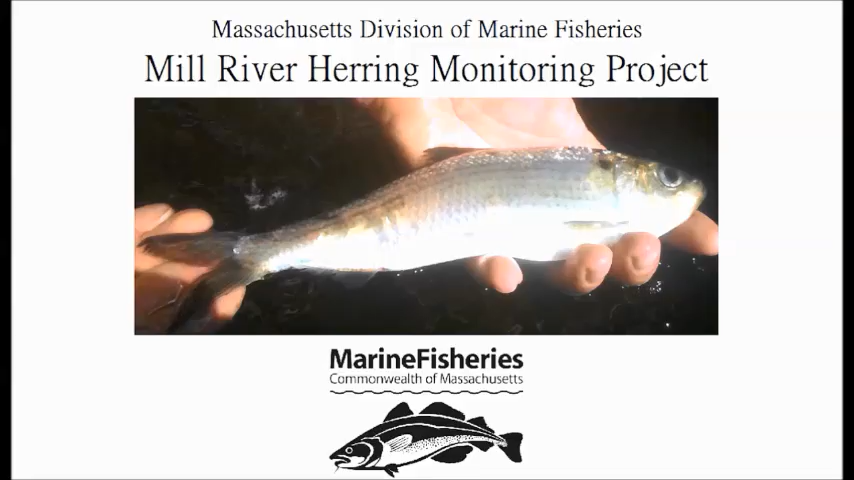 Massachusetts Division of Marine Fisheries
Mill River Herring Monitoring Project
MarineFisheries
Commonwealth of Massachusetts